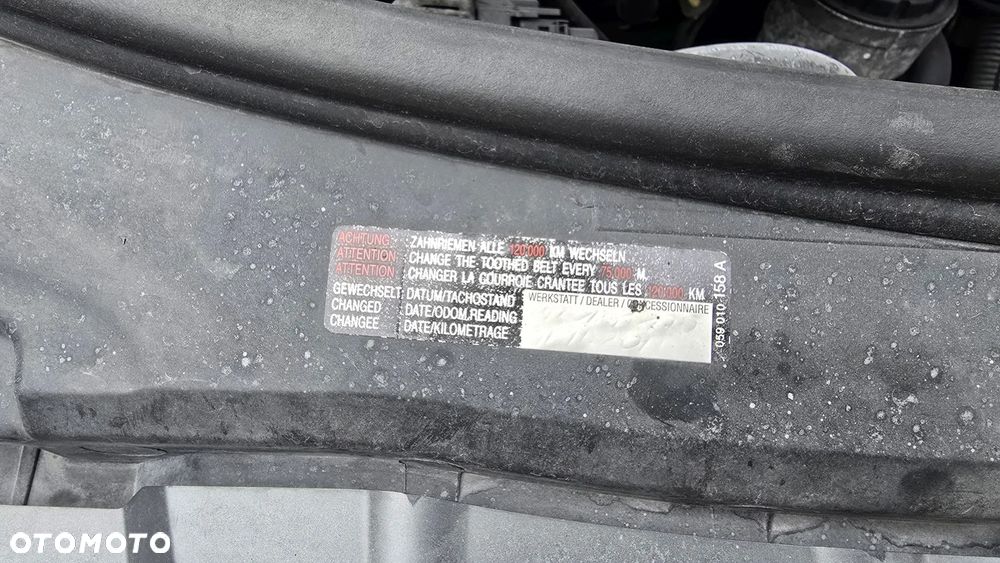 ACHTUNG : ZAHNRIEMEN ALLE 120.000 KM WECHSELN
ATTENTION : CHANGE THE TOOTHED BELT EVERY 75.000 M.
ATTENTION : CHANGER LA COURROIE CRANTEE TOUS LES 120.000 KM
GEWECHSELT: DATUM/TACHOSTAND
CHANGED : DATE/ODOM.READING
CHANGEE : DATE/KILOMETRAGE
WERKSTATT / DEALER / CONCESSIONNAIRE
059 010 158 A
OTOMOTO